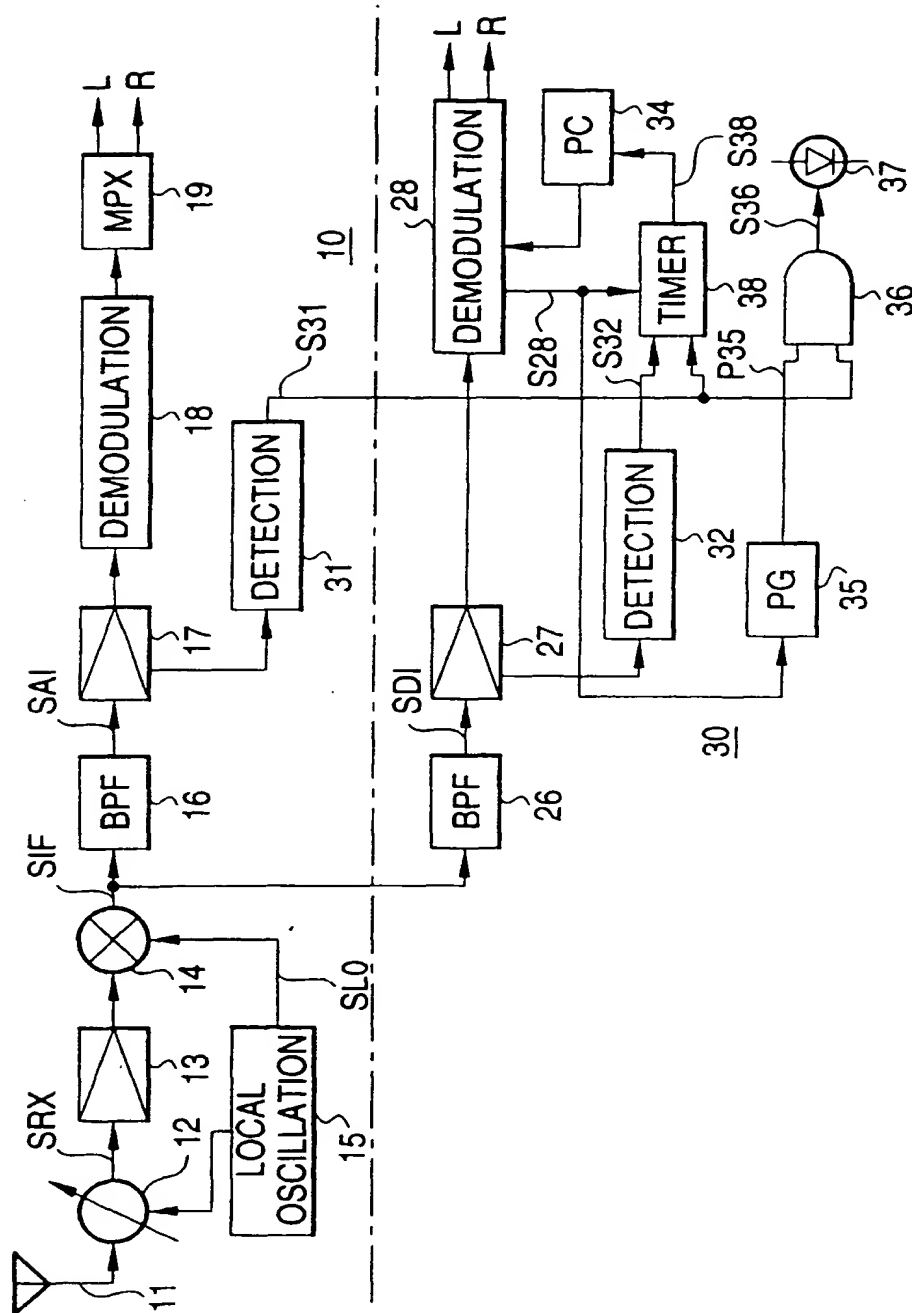 11
12
SRX
13
14
SIF
LOCAL
OSCILLATION
15
SLO
BPF
16
SAI
17
DEMODULATION
18
MPX
19
L
R
DETECTION
31
S31
10
BPF
26
SDI
27
DEMODULATION
28
L
R
PC
34
S28
S32
TIMER
38
S38
DETECTION
32
30
PG
35
P35
36
S36
37